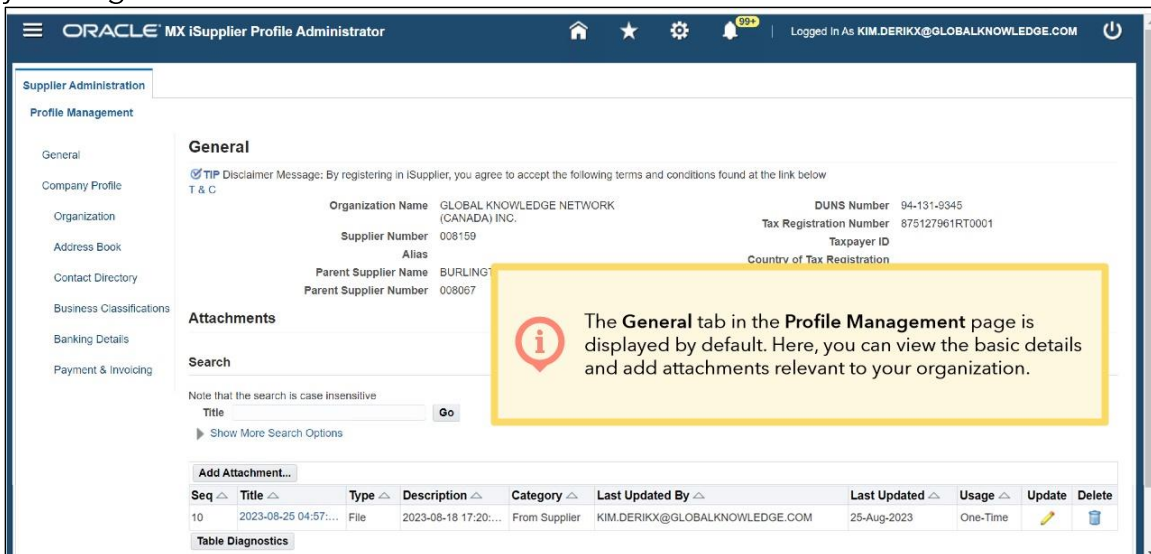 ORACLE MX iSupplier Profile Administrator 99+ Logged In As KIM.DERIKX@GLOBALKNOWLEDGE.COM
Supplier Administration
Profile Management
General
Company Profile
Organization
Address Book
Contact Directory
Business Classifications
Banking Details
Payment & Invoicing
General
TIP Disclaimer Message: By registering in iSupplier, you agree to accept the following terms and conditions found at the link below
T & C
Organization Name GLOBAL KNOWLEDGE NETWORK
(CANADA) INC.
Supplier Number 008159
Alias
Parent Supplier Name
Parent Supplier Number 008067
DUNS Number 94-131-9345
Tax Registration Number 875127961RT0001
Taxpayer ID
Country of Tax Registration
The General tab in the Profile Management page is
displayed by default. Here, you can view the basic details
and add attachments relevant to your organization.
Attachments
Search
Note that the search is case insensitive
Title Go
Show More Search Options
Add Attachment...
Seq Title Type Description Category Last Updated By Last Updated Usage Update Delete
10 2023-08-25 04:57:... File 2023-08-18 17:20:... From Supplier KIM.DERIKX@GLOBALKNOWLEDGE.COM 25-Aug-2023 One-Time
Table Diagnostics